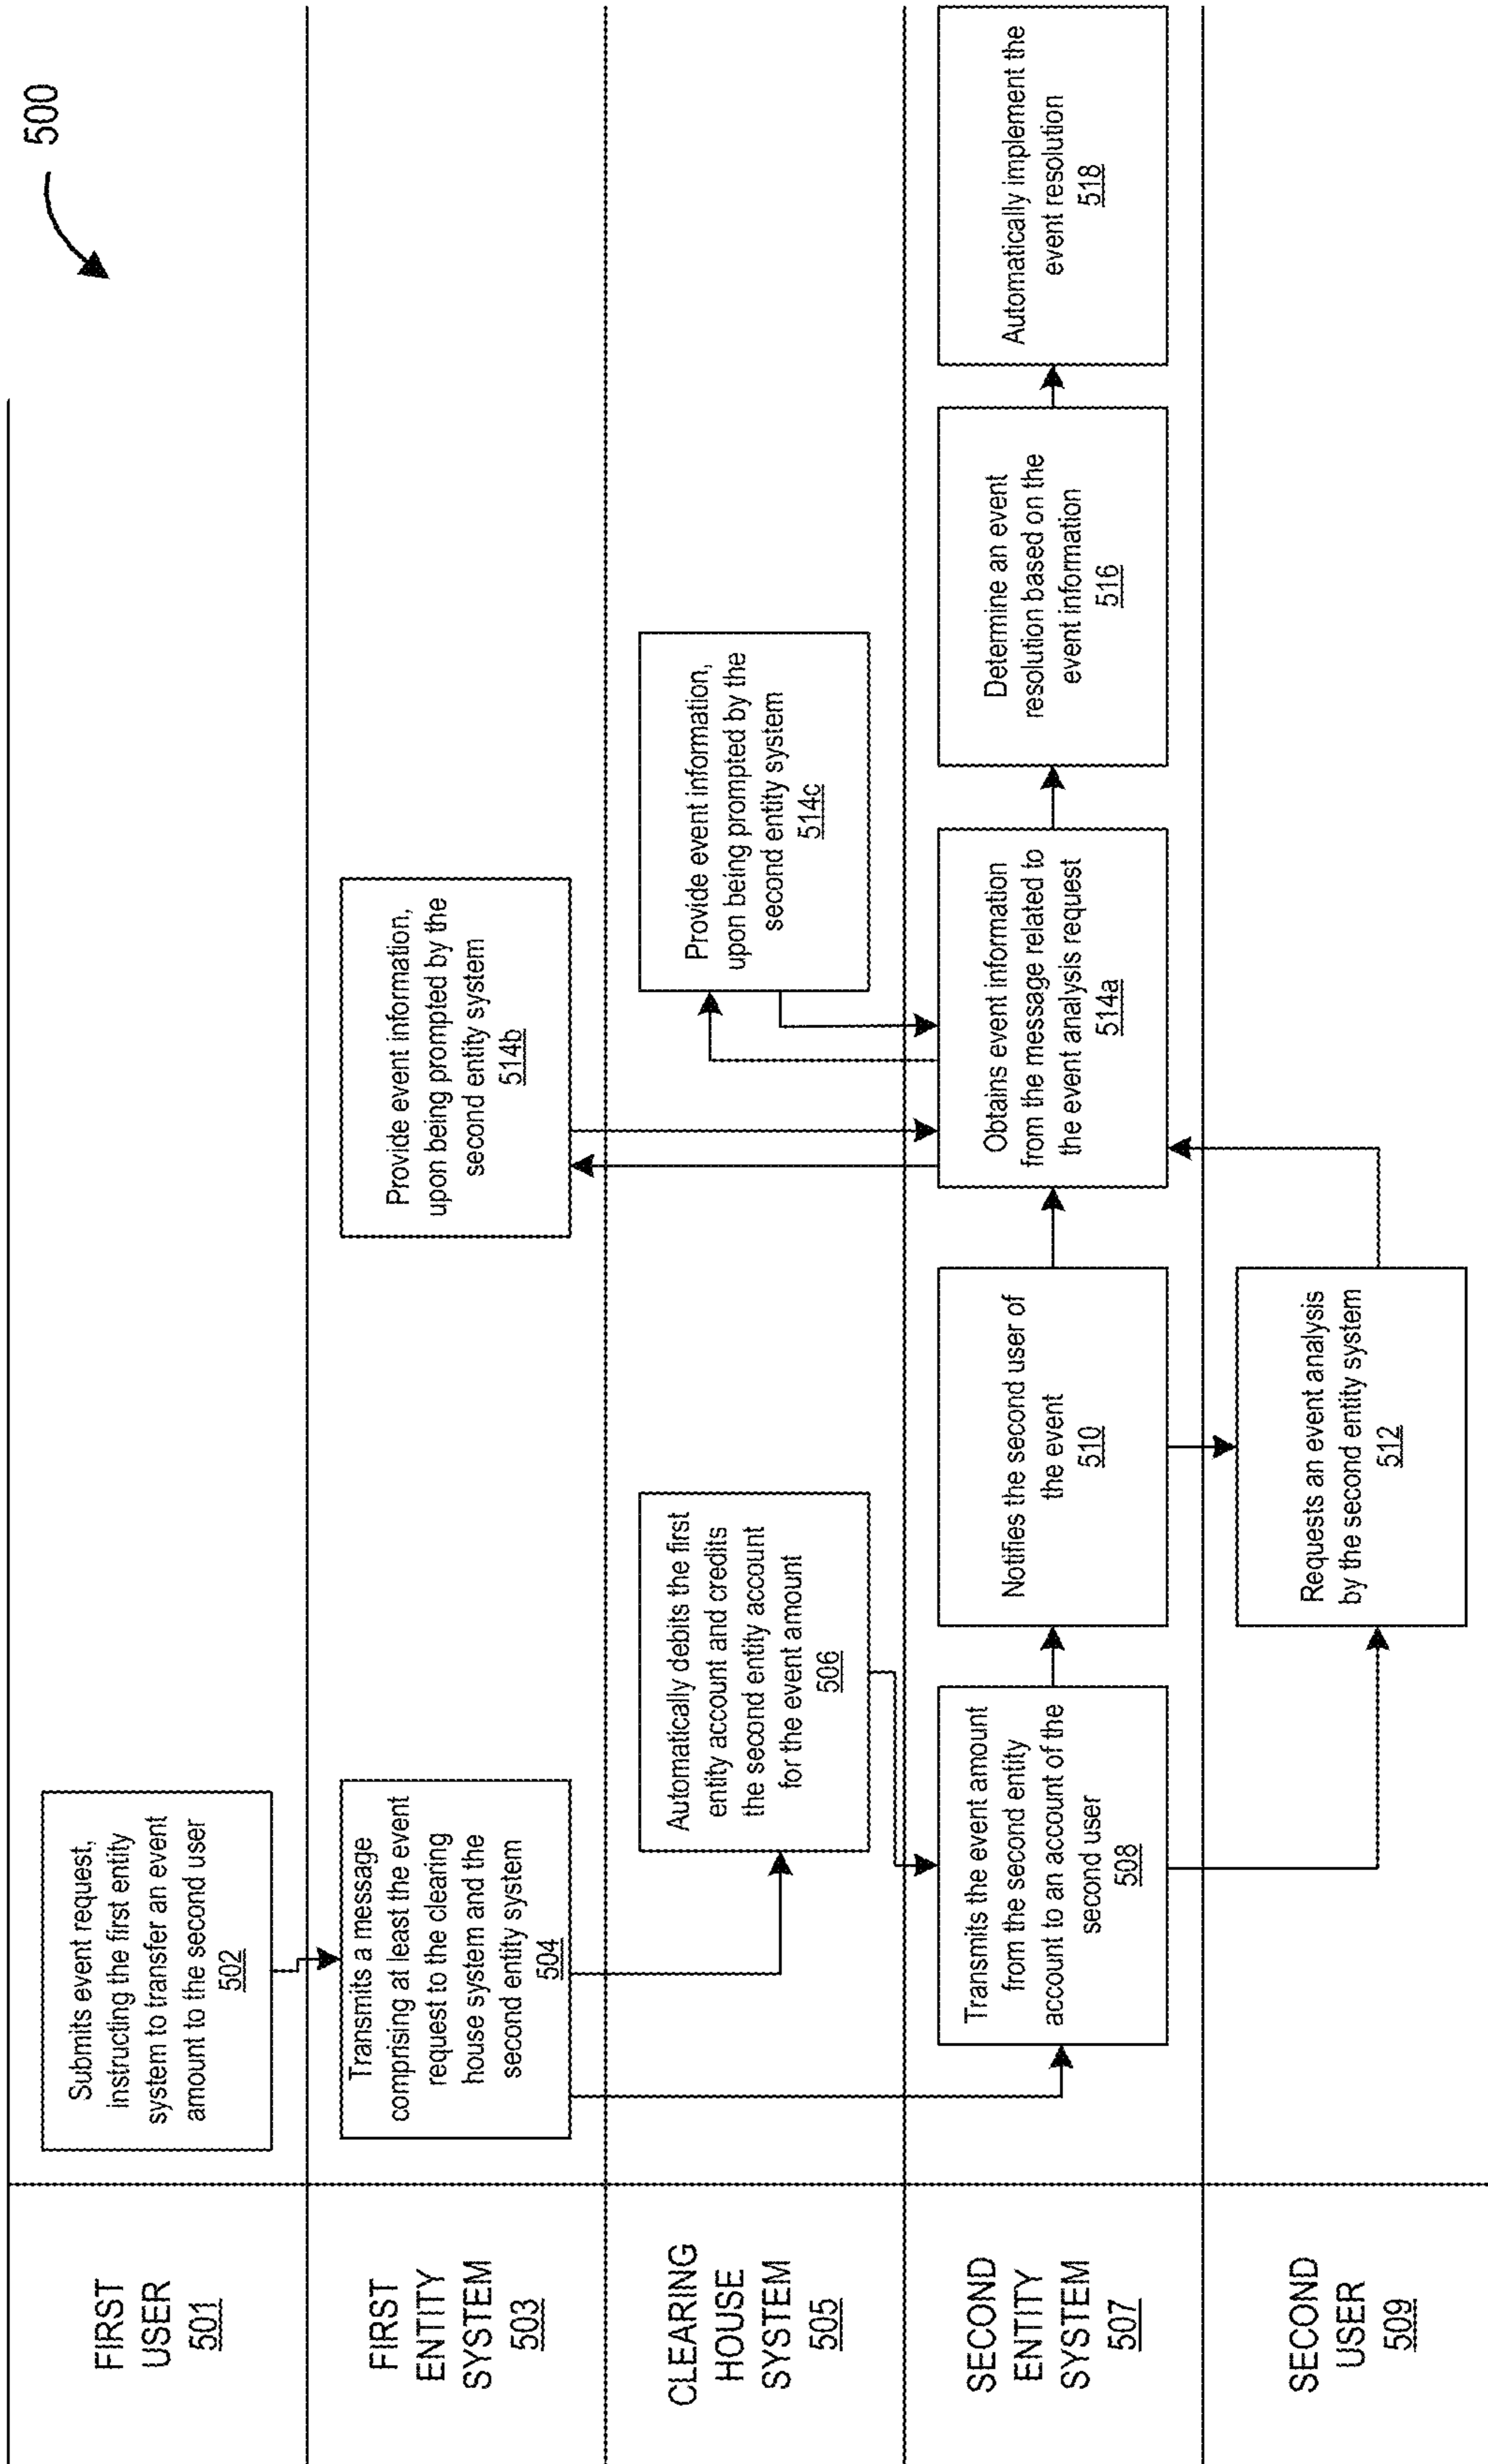 500
FIRST
USER
501
Submits event request,
instructing the first entity
system to transfer an event
amount to the second user
502
FIRST
ENTITY
SYSTEM
503
Transmits a message
comprising at least the event
request to the clearing
house system and the
second entity system
504
Provide event information,
upon being prompted by the
second entity system
514b
CLEARING
HOUSE
SYSTEM
505
Automatically debits the first
entity account and credits
the second entity account
for the event amount
506
Provide event information,
upon being prompted by the
second entity system
514c
SECOND
ENTITY
SYSTEM
507
Transmits the event amount
from the second entity
account to an account of the
second user
508
Notifies the second user of
the event
510
Obtains event information
from the message related to
the event analysis request
514a
Determine an event
resolution based on the
event information
516
Automatically implement the
event resolution
518
SECOND
USER
509
Requests an event analysis
by the second entity system
512